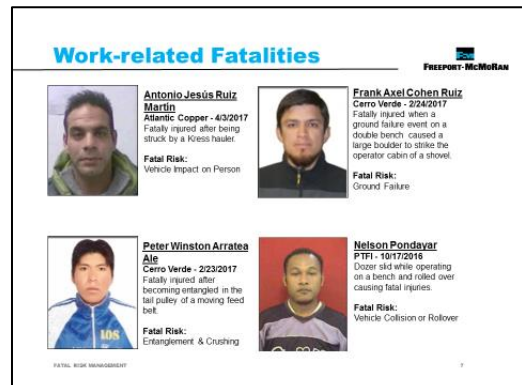 Work-related Fatalities
FCX
FREEPORT-McMoRAN
Antonio Jesús Ruiz
Martin
Atlantic Copper - 4/3/2017
Fatally injured after being
struck by a Kress hauler.
Fatal Risk:
Vehicle Impact on Person
Frank Axel Cohen Ruiz
Cerro Verde - 2/24/2017
Fatally injured when a
ground failure event on a
double bench caused a
large boulder to strike the
operator cabin of a shovel.
Fatal Risk:
Ground Failure
Peter Winston Arratea
Ale
Cerro Verde - 2/23/2017
Fatally injured after
becoming entangled in the
tail pulley of a moving feed
belt.
Fatal Risk:
Entanglement & Crushing
Nelson Pondayar
PTFI - 10/17/2016
Dozer slid while operating
on a bench and rolled over
causing fatal injuries.
Fatal Risk:
Vehicle Collision or Rollover
FATAL RISK MANAGEMENT
7